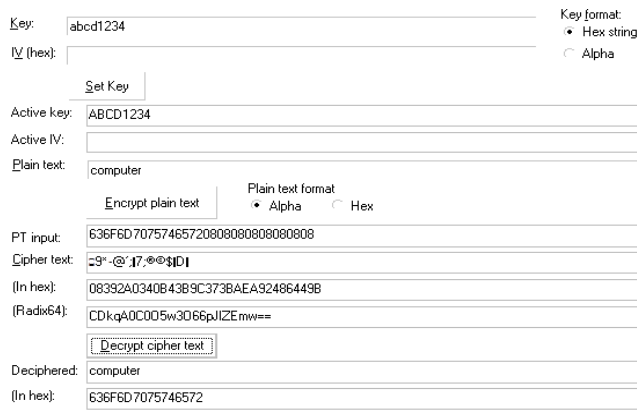 Key: abcd1234
Key format:
Hex string
IV (hex):
Alpha
Set Key
Active key: ABCD1234
Active IV:
Plain text: computer
Plain text format
Encrypt plain text Alpha Hex
PT input: 636F6D70757465720808080808080808
Cipher text:
(In hex): 08392A0340B43B9C373BAEA92486449B
(Radix64): CDkqA0C0O5w3O66pJIZEmw==
Decrypt cipher text
Deciphered: computer
(In hex): 636F6D7075746572